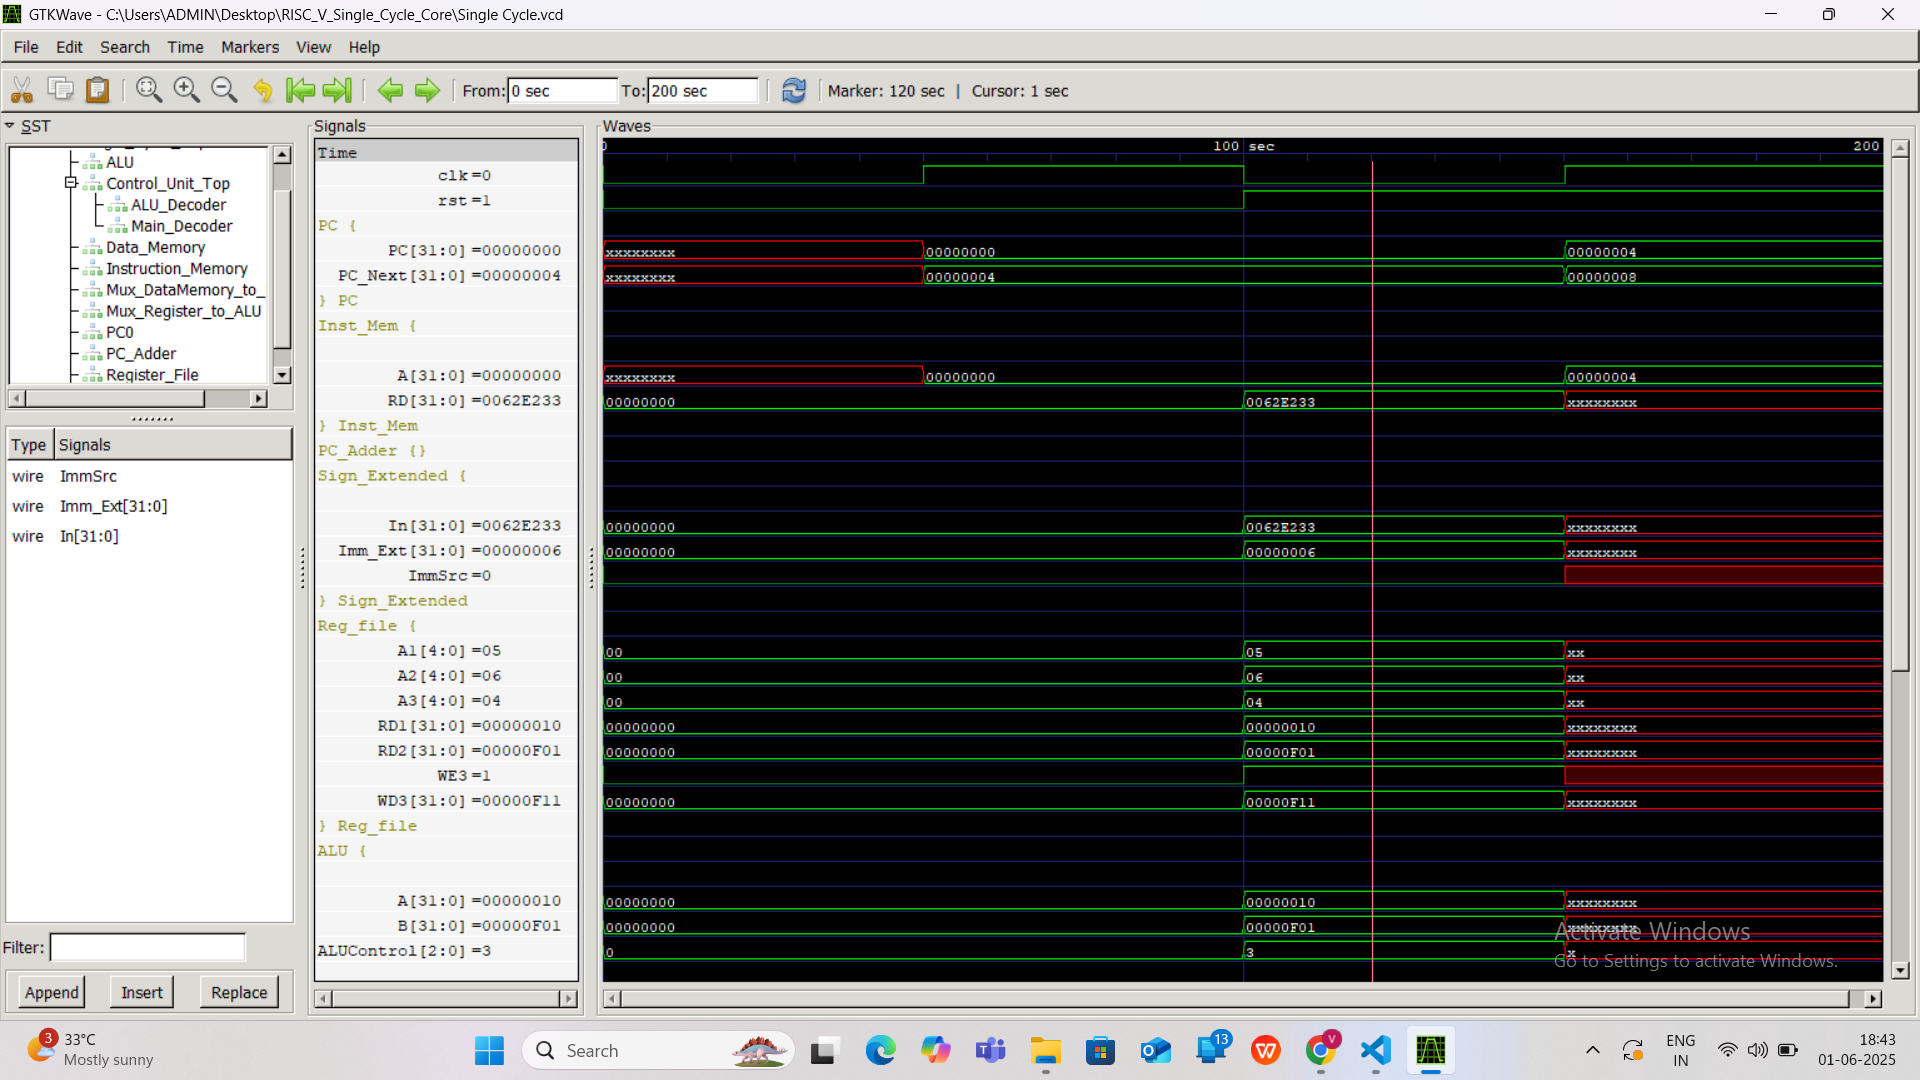 GTKWave - C:\Users\ADMIN\Desktop\RISC_V_Single_Cycle_Core\Single Cycle.vcd
File Edit Search Time Markers View Help
From: 0 sec To: 200 sec Marker: 120 sec | Cursor: 1 sec
SST
ALU
Control_Unit_Top
ALU_Decoder
Main_Decoder
Data_Memory
Instruction_Memory
Mux_DataMemory_to_
Mux_Register_to_ALU
PC0
PC_Adder
Register_File
Type Signals
wire ImmSrc
wire Imm_Ext[31:0]
wire In[31:0]
Filter:
Append Insert Replace
Signals
Time
clk=0
rst=1
PC {
PC[31:0]=00000000
PC_Next[31:0]=00000004
} PC
Inst_Mem {
A[31:0]=00000000
RD[31:0]=0062E233
} Inst_Mem
PC_Adder {}
Sign_Extended {
In[31:0]=0062E233
Imm_Ext[31:0]=00000006
ImmSrc=0
} Sign_Extended
Reg_file {
A1[4:0]=05
A2[4:0]=06
A3[4:0]=04
RD1[31:0]=00000010
RD2[31:0]=00000F01
WE3=1
WD3[31:0]=00000F11
} Reg_file
ALU {
A[31:0]=00000010
B[31:0]=00000F01
ALUControl[2:0]=3
Waves
0 100 sec 200
xxxxxxxx 00000000 00000004
xxxxxxxx 00000004 00000008
xxxxxxxx 00000000 00000004
00000000 0062E233 xxxxxxxx
00000000 0062E233 xxxxxxxx
00000000 00000006 xxxxxxxx
00 05 xx
00 06 xx
00 04 xx
00000000 00000010 xxxxxxxx
00000000 00000F01 xxxxxxxx
00000000 00000F11 xxxxxxxx
00000000 00000010 xxxxxxxx
00000000 00000F01 xxxxxxxx
0 3 x
Activate Windows
Go to Settings to activate Windows.
3
33°C
Mostly sunny
Search
13
V
ENG
IN
18:43
01-06-2025